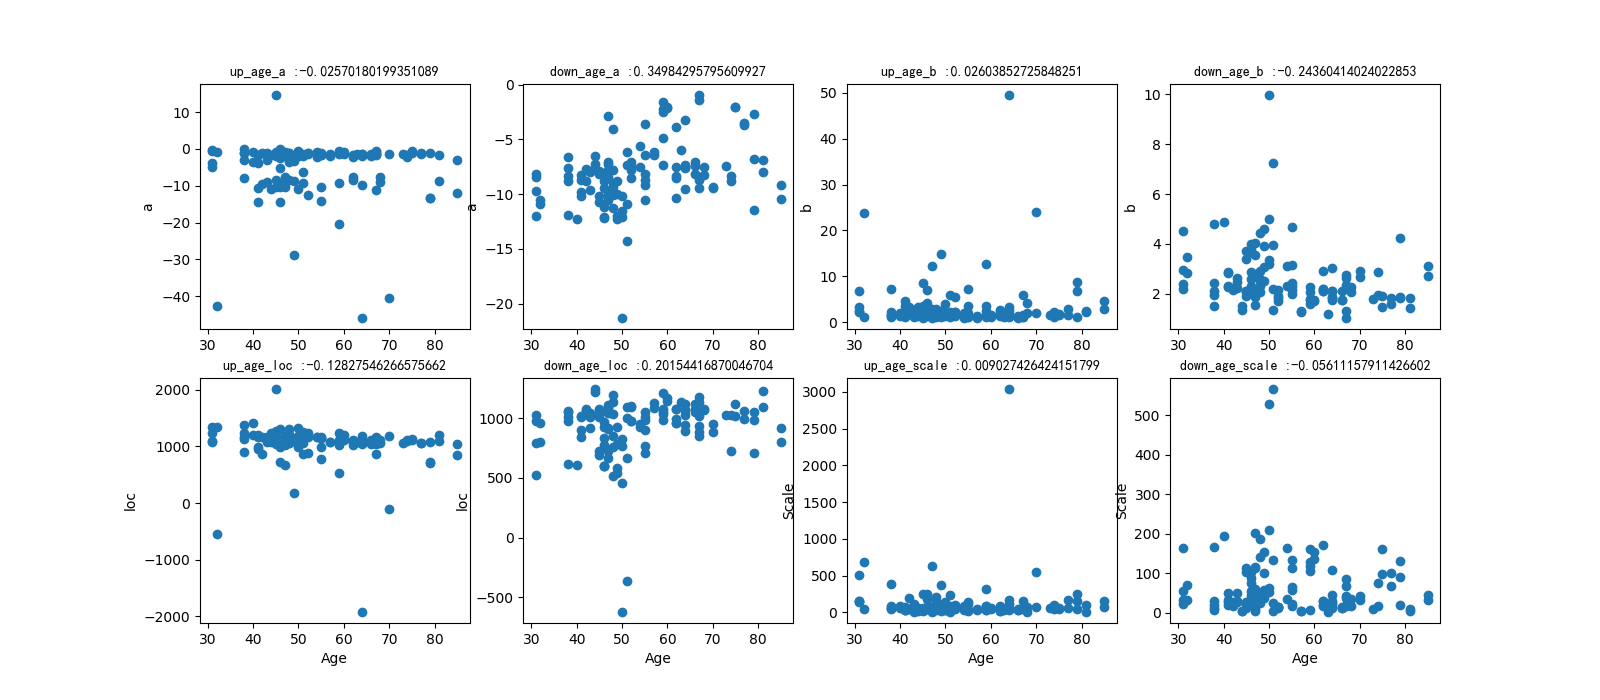 up_age_a :-0.02570180199351089
10
0
−10
−20
−30
−40
a
30 40 50 60 70 80
down_age_a :0.34984295795609927
0
−5
−10
−15
−20
a
30 40 50 60 70 80
up_age_b :0.02603852725848251
50
40
30
20
10
0
b
30 40 50 60 70 80
down_age_b :-0.24360414024022853
10
8
6
4
2
b
30 40 50 60 70 80
up_age_loc :-0.12827546266575662
2000
1000
0
−1000
−2000
loc
30 40 50 60 70 80
Age
down_age_loc :0.20154416870046704
1000
500
0
−500
loc
30 40 50 60 70 80
Age
up_age_scale :0.009027426424151799
3000
2500
2000
1500
1000
500
0
Scale
30 40 50 60 70 80
Age
down_age_scale :-0.05611157911426602
500
400
300
200
100
0
Scale
30 40 50 60 70 80
Age